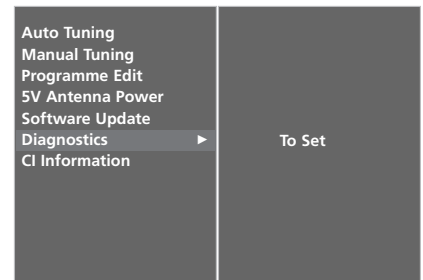 Auto Tuning
Manual Tuning
Programme Edit
5V Antenna Power
Software Update
Diagnostics ►
To Set
CI Information